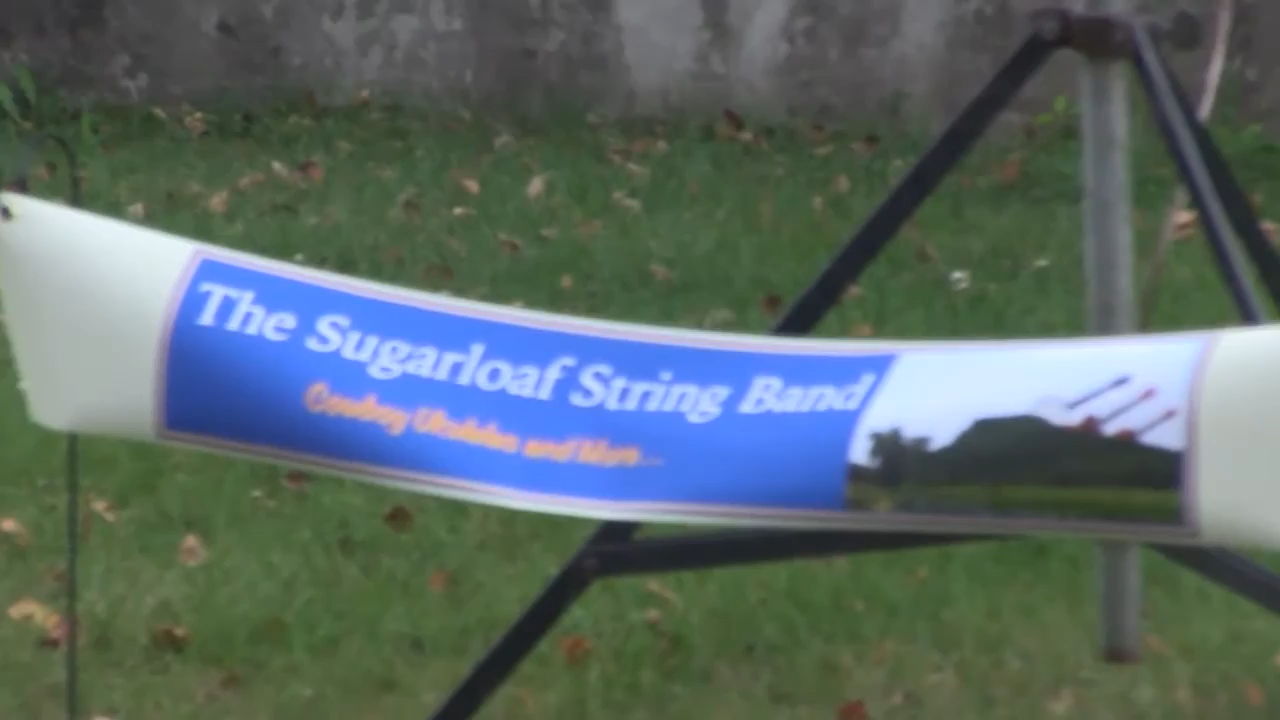 The Sugarloaf String Band
Cowboy Ukuleles and More...